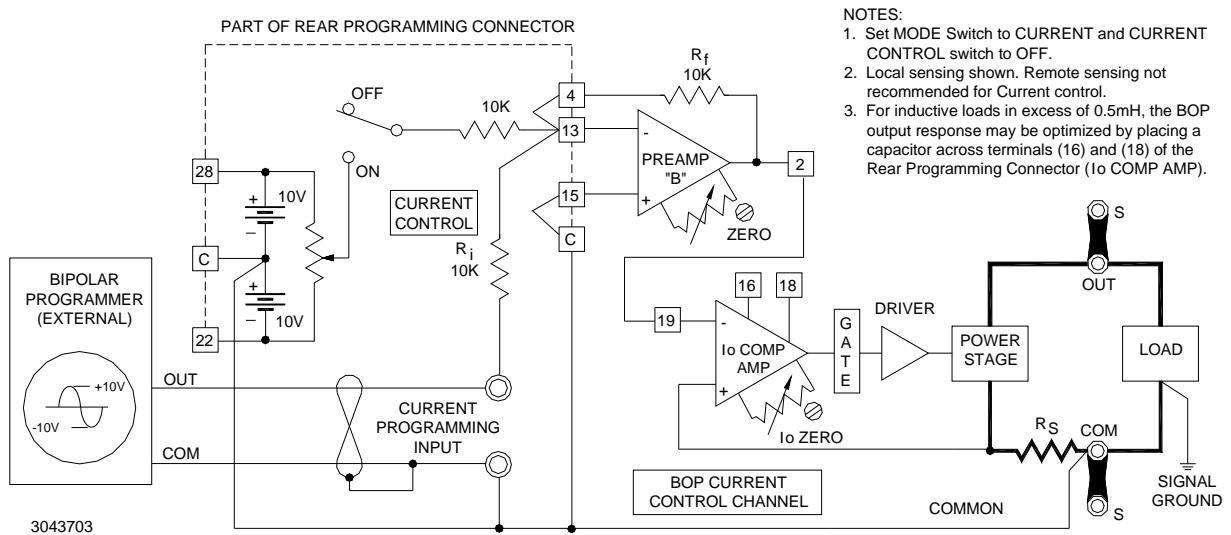 PART OF REAR PROGRAMMING CONNECTOR
NOTES:
1. Set MODE Switch to CURRENT and CURRENT
CONTROL switch to OFF.
2. Local sensing shown. Remote sensing not
recommended for Current control.
3. For inductive loads in excess of 0.5mH, the BOP
output response may be optimized by placing a
capacitor across terminals (16) and (18) of the
Rear Programming Connector (Io COMP AMP).
Rf
10K
4
OFF
10K
13
-
PREAMP
"B"
+
2
28
ON
15
10V
+
–
CURRENT
CONTROL
C
ZERO
S
Ri
10K
C
BIPOLAR
PROGRAMMER
(EXTERNAL)
+
10V
–
22
16
18
OUT
19
-
Io COMP
AMP
+
GATE
DRIVER
POWER
STAGE
LOAD
+10V
-10V
OUT
CURRENT
PROGRAMMING
INPUT
Io ZERO
RS
COM
COM
BOP CURRENT
CONTROL CHANNEL
SIGNAL
GROUND
COMMON
S
3043703